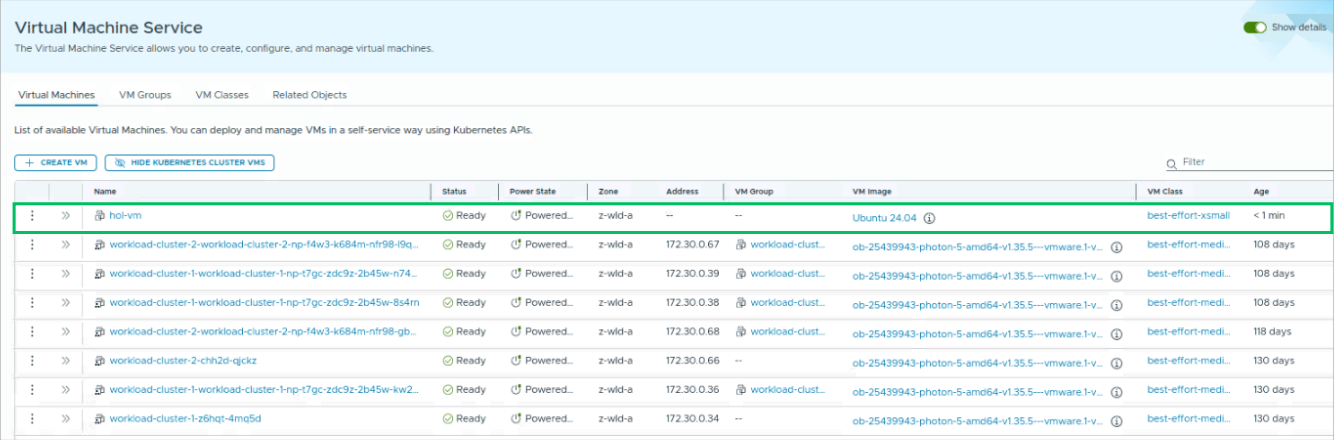 Virtual Machine Service
Show details
The Virtual Machine Service allows you to create, configure, and manage virtual machines.
Virtual Machines VM Groups VM Classes Related Objects
List of available Virtual Machines. You can deploy and manage VMs in a self-service way using Kubernetes APIs.
+ CREATE VM HIDE KUBERNETES CLUSTER VMS Filter
Name Status Power State Zone Address VM Group VM Image VM Class Age
hol-vm Ready Powered... z-wld-a -- -- Ubuntu 24.04 best-effort-xsmall < 1 min
workload-cluster-2-workload-cluster-2-np-f4w3-k684m-nfr98-l9q... Ready Powered... z-wld-a 172.30.0.67 workload-clust... ob-25439943-photon-5-amd64-v1.35.5---vmware.1-v... best-effort-medi... 108 days
workload-cluster-1-workload-cluster-1-np-t7gc-zdc9z-2b45w-n74... Ready Powered... z-wld-a 172.30.0.39 workload-clust... ob-25439943-photon-5-amd64-v1.35.5---vmware.1-v... best-effort-medi... 108 days
workload-cluster-1-workload-cluster-1-np-t7gc-zdc9z-2b45w-8s4rn Ready Powered... z-wld-a 172.30.0.38 workload-clust... ob-25439943-photon-5-amd64-v1.35.5---vmware.1-v... best-effort-medi... 108 days
workload-cluster-2-workload-cluster-2-np-f4w3-k684m-nfr98-gb... Ready Powered... z-wld-a 172.30.0.68 workload-clust... ob-25439943-photon-5-amd64-v1.35.5---vmware.1-v... best-effort-medi... 118 days
workload-cluster-2-chh2d-qjckz Ready Powered... z-wld-a 172.30.0.66 -- ob-25439943-photon-5-amd64-v1.35.5---vmware.1-v... best-effort-medi... 130 days
workload-cluster-1-workload-cluster-1-np-t7gc-zdc9z-2b45w-kw2... Ready Powered... z-wld-a 172.30.0.36 workload-clust... ob-25439943-photon-5-amd64-v1.35.5---vmware.1-v... best-effort-medi... 130 days
workload-cluster-1-z6hqt-4mq5d Ready Powered... z-wld-a 172.30.0.34 -- ob-25439943-photon-5-amd64-v1.35.5---vmware.1-v... best-effort-medi... 130 days